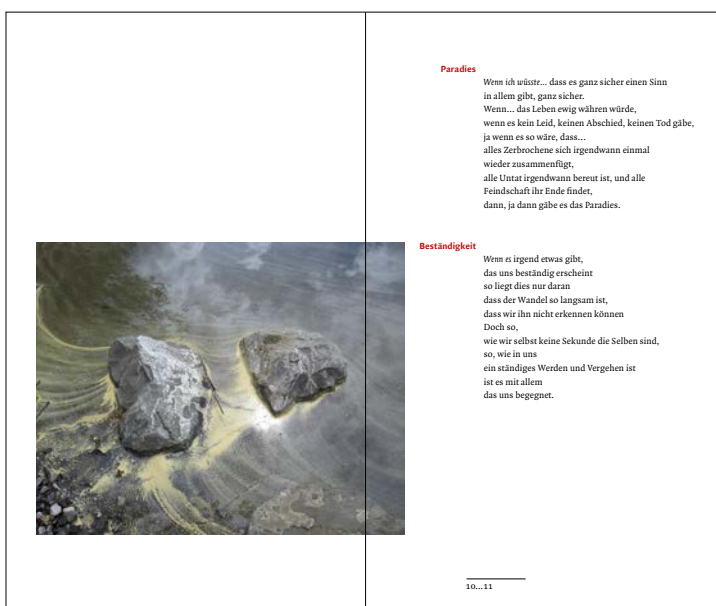 Paradies
Wenn ich wüsste... dass es ganz sicher einen Sinn
in allem gibt, ganz sicher.
Wenn... das Leben ewig währen würde,
wenn es kein Leid, keinen Abschied, keinen Tod gäbe,
ja wenn es so wäre, dass...
alles Zerbrochene sich irgendwann einmal
wieder zusammenfügt,
alle Untat irgendwann bereut ist, und alle
Feindschaft ihr Ende findet,
dann, ja dann gäbe es das Paradies.
Beständigkeit
Wenn es irgend etwas gibt,
das uns beständig erscheint
so liegt dies nur daran
dass der Wandel so langsam ist,
dass wir ihn nicht erkennen können
Doch so,
wie wir selbst keine Sekunde die Selben sind,
so, wie in uns
ein ständiges Werden und Vergehen ist
ist es mit allem
das uns begegnet.
10...11